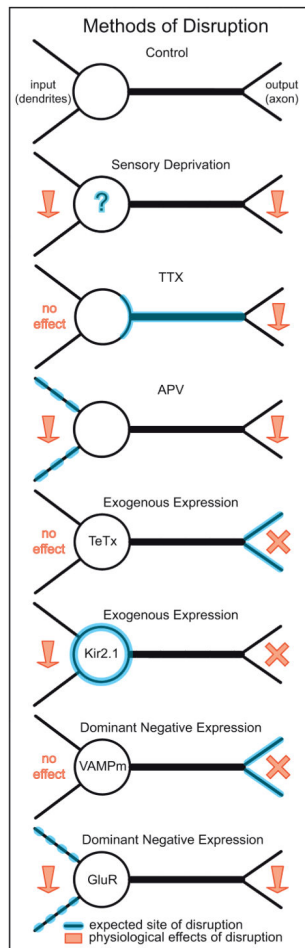 Methods of Disruption
Control
input
(dendrites)
output
(axon)
Sensory Deprivation
?
TTX
no
effect
APV
Exogenous Expression
no
effect
TeTx
Exogenous Expression
Kir2.1
Dominant Negative Expression
no
effect
VAMPm
Dominant Negative Expression
GluR
expected site of disruption
physiological effects of disruption